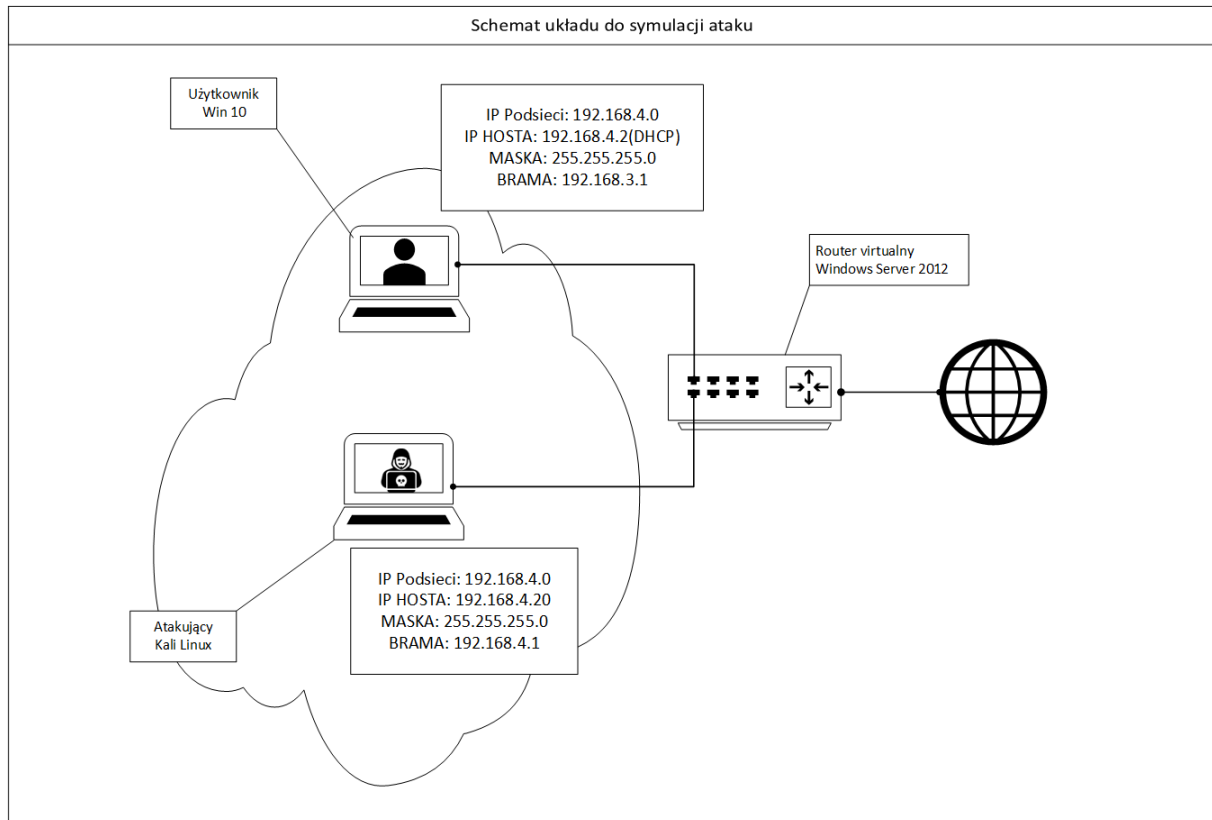 Schemat układu do symulacji ataku
Użytkownik
Win 10
IP Podsieci: 192.168.4.0
IP HOSTA: 192.168.4.2(DHCP)
MASKA: 255.255.255.0
BRAMA: 192.168.3.1
Router virtualny
Windows Server 2012
IP Podsieci: 192.168.4.0
IP HOSTA: 192.168.4.20
MASKA: 255.255.255.0
BRAMA: 192.168.4.1
Atakujący
Kali Linux